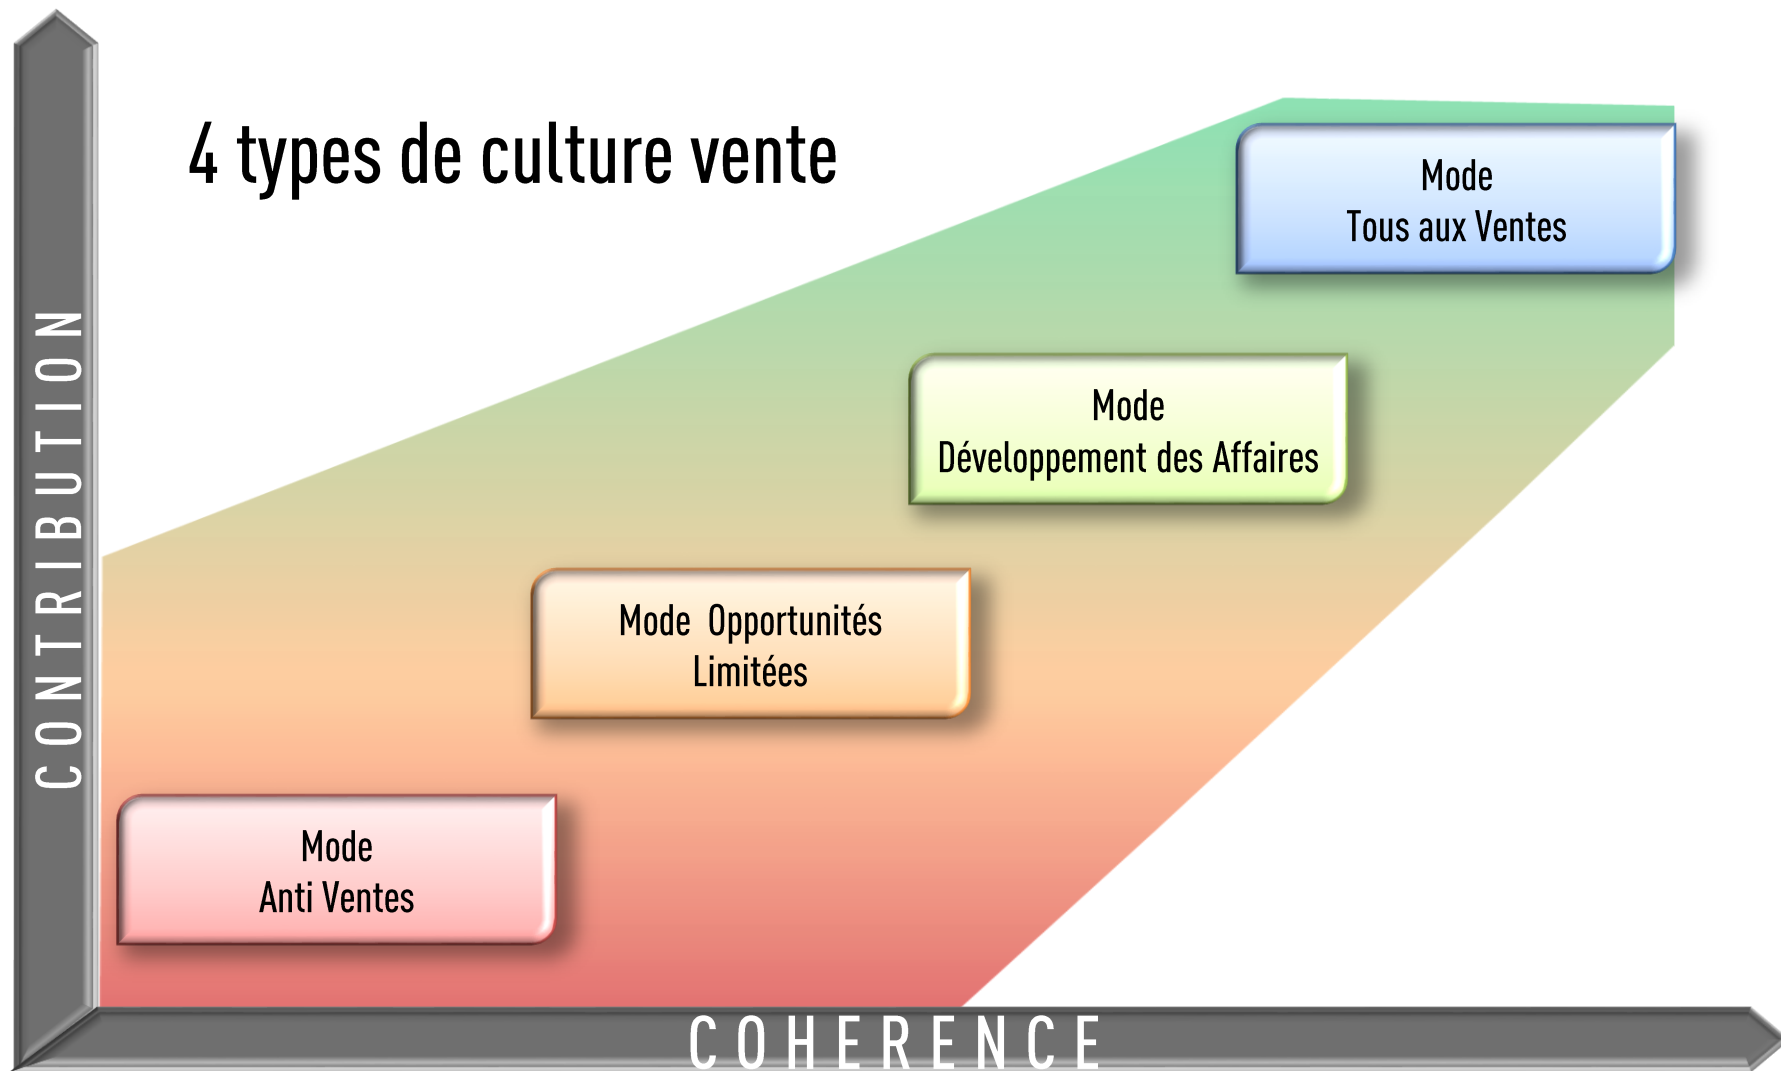 4 types de culture vente
Mode
Tous aux Ventes
Mode
Développement des Affaires
Mode Opportunités
Limitées
Mode
Anti Ventes
CONTRIBUTION
COHERENCE